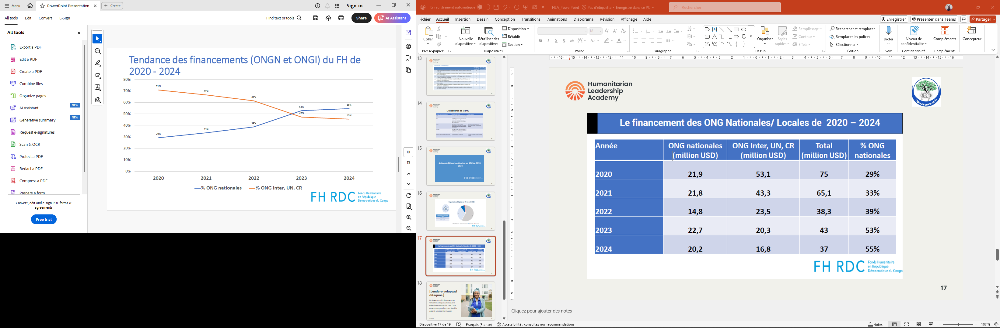 Menu
PowerPoint Presentation
Create
Sign in
All tools
Edit
Convert
E-Sign
Find text or tools
Share
AI Assistant
All tools
Export a PDF
Edit a PDF
Create a PDF
Combine files
Organize pages
AI Assistant
NEW
Generative summary
NEW
Request e-signatures
Scan & OCR
Protect a PDF
Redact a PDF
Compress a PDF
Prepare a form
Convert, edit and e-sign PDF forms &
agreements
Free trial
Tendance des financements (ONGN et ONGI) du FH de
2020 - 2024
80%
70%
60%
50%
40%
30%
20%
10%
0%
71%
67%
61%
53%
55%
47%
45%
39%
33%
29%
2020
2021
2022
2023
2024
% ONG nationales
% ONG Inter, UN, CR
FH RDC
Fonds Humanitaire
en République
Démocratique du Congo
10
13
Enregistrement automatique
HLA_PowerPoint
Pas d'étiquette • Enregistré dans ce PC
Rechercher
Fichier
Accueil
Insertion
Dessin
Conception
Transitions
Animations
Diaporama
Révision
Affichage
Aide
Enregistrer
Présenter dans Teams
Partager
Coller
Nouvelle
diapositive
Réutiliser des
diapositives
Disposition
Rétablir
Section
18
Organiser
Styles
rapides
Remplissage
Contour
Effets
Rechercher et remplacer
Remplacer les polices
Sélectionner
Dicter
Niveau de
confidentialité
Compléments
Concepteur
Presse-papiers
Diapositives
Police
Paragraphe
Dessin
Édition
Voix
Confidentialité
Compléments
13
14
L'expérience de la DRC
15
Action du FH sur localisation en RDC de 2020
- 2024
FH RDC
16
Organisations Eligibles au FH en avril 2025
FH RDC
17
Le financement des ONG Nationales/ Locales de 2020 – 2024
FH RDC
18
[Lendero voluptasi
ditaquas.]
Humanitarian
Leadership
Academy
CONAFOHD-RDC
Le financement des ONG Nationales/ Locales de 2020 – 2024
Année
ONG nationales
(million USD)
ONG Inter, UN, CR
(million USD)
Total
(million USD)
% ONG
nationales
2020 21,9 53,1 75 29%
2021 21,8 43,3 65,1 33%
2022 14,8 23,5 38,3 39%
2023 22,7 20,3 43 53%
2024 20,2 16,8 37 55%
FH RDC
Fonds Humanitaire
en République
Démocratique du Congo
17
Cliquez pour ajouter des notes
Diapositive 17 de 19
Français (France)
Accessibilité : consultez nos recommandations
Notes
107 %